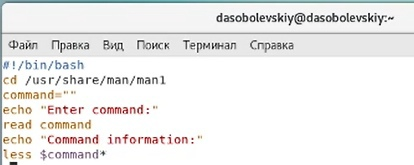 dasobolevskiy@dasobolevskiy:~
Файл Правка Вид Поиск Терминал Справка
#!/bin/bash
cd /usr/share/man/man1
command=""
echo "Enter command:"
read command
echo "Command information:"
less $command*